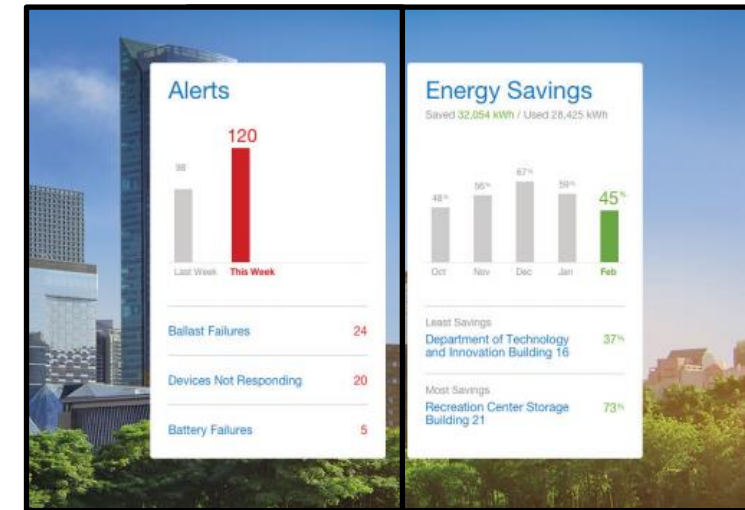 Alerts
120
98
Last Week This Week
Ballast Failures 24
Devices Not Responding 20
Battery Failures 5
Energy Savings
Saved 32,054 kWh / Used 28,425 kWh
48% 56% 67% 59% 45%
Oct Nov Dec Jan Feb
Least Savings
Department of Technology 37%
and Innovation Building 16
Most Savings
Recreation Center Storage 73%
Building 21